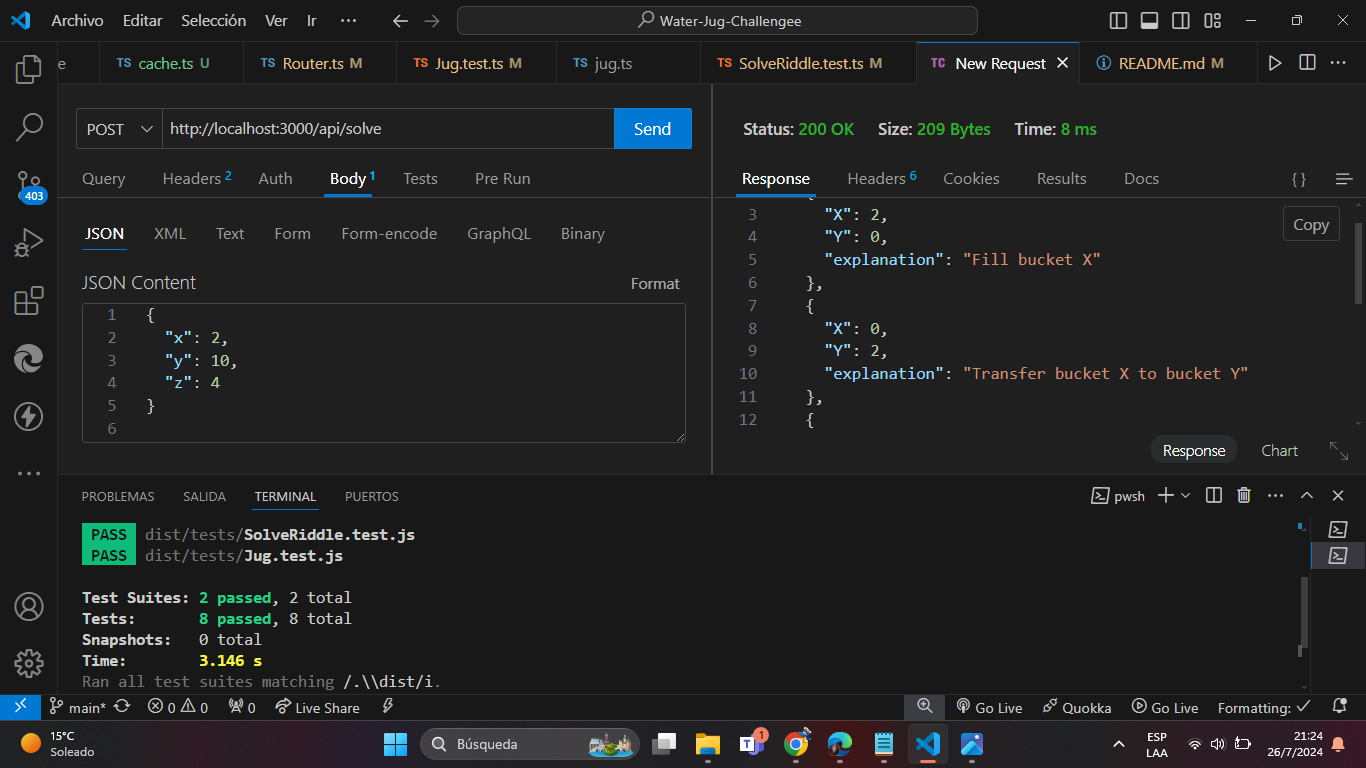 Archivo Editar Selección Ver Ir ··· Water-Jug-Challengee
e TS cache.ts U TS Router.ts M TS Jug.test.ts M TS jug.ts TS SolveRiddle.test.ts M TC New Request README.md M
POST http://localhost:3000/api/solve Send
Status: 200 OK Size: 209 Bytes Time: 8 ms
Query Headers 2 Auth Body 1 Tests Pre Run
Response Headers 6 Cookies Results Docs { }
403
JSON XML Text Form Form-encode GraphQL Binary
JSON Content Format
1 {
2 "x": 2,
3 "y": 10,
4 "z": 4
5 }
6
3 "X": 2,
4 "Y": 0,
5 "explanation": "Fill bucket X"
6 },
7 {
8 "X": 0,
9 "Y": 2,
10 "explanation": "Transfer bucket X to bucket Y"
11 },
12 {
Copy
Response Chart
PROBLEMAS SALIDA TERMINAL PUERTOS pwsh
PASS dist/tests/SolveRiddle.test.js
PASS dist/tests/Jug.test.js
Test Suites: 2 passed, 2 total
Tests: 8 passed, 8 total
Snapshots: 0 total
Time: 3.146 s
Ran all test suites matching /.\\dist/i.
main* 0 0 0 Live Share Go Live Quokka Go Live Formatting:
15°C
Soleado
Búsqueda
1
ESP
LAA
21:24
26/7/2024